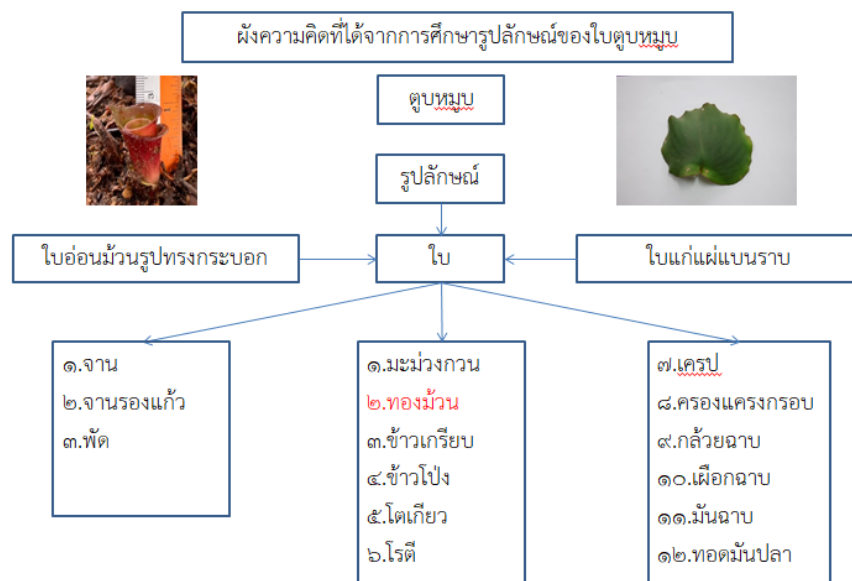 ผังความคิดที่ได้จากการศึกษารูปลักษณ์ของใบตูบหมูบ
ตูบหมูบ
รูปลักษณ์
ใบอ่อนม้วนรูปทรงกระบอก
ใบ
ใบแก่แผ่แบนราบ
๑.จาน
๒.จานรองแก้ว
๓.พัด
๑.มะม่วงกวน
๒.ทองม้วน
๓.ข้าวเกรียบ
๔.ข้าวโป่ง
๕.โตเกียว
๖.โรตี
๗.เครป
๘.ครองแครงกรอบ
๙.กล้วยฉาบ
๑๐.เผือกฉาบ
๑๑.มันฉาบ
๑๒.ทอดมันปลา